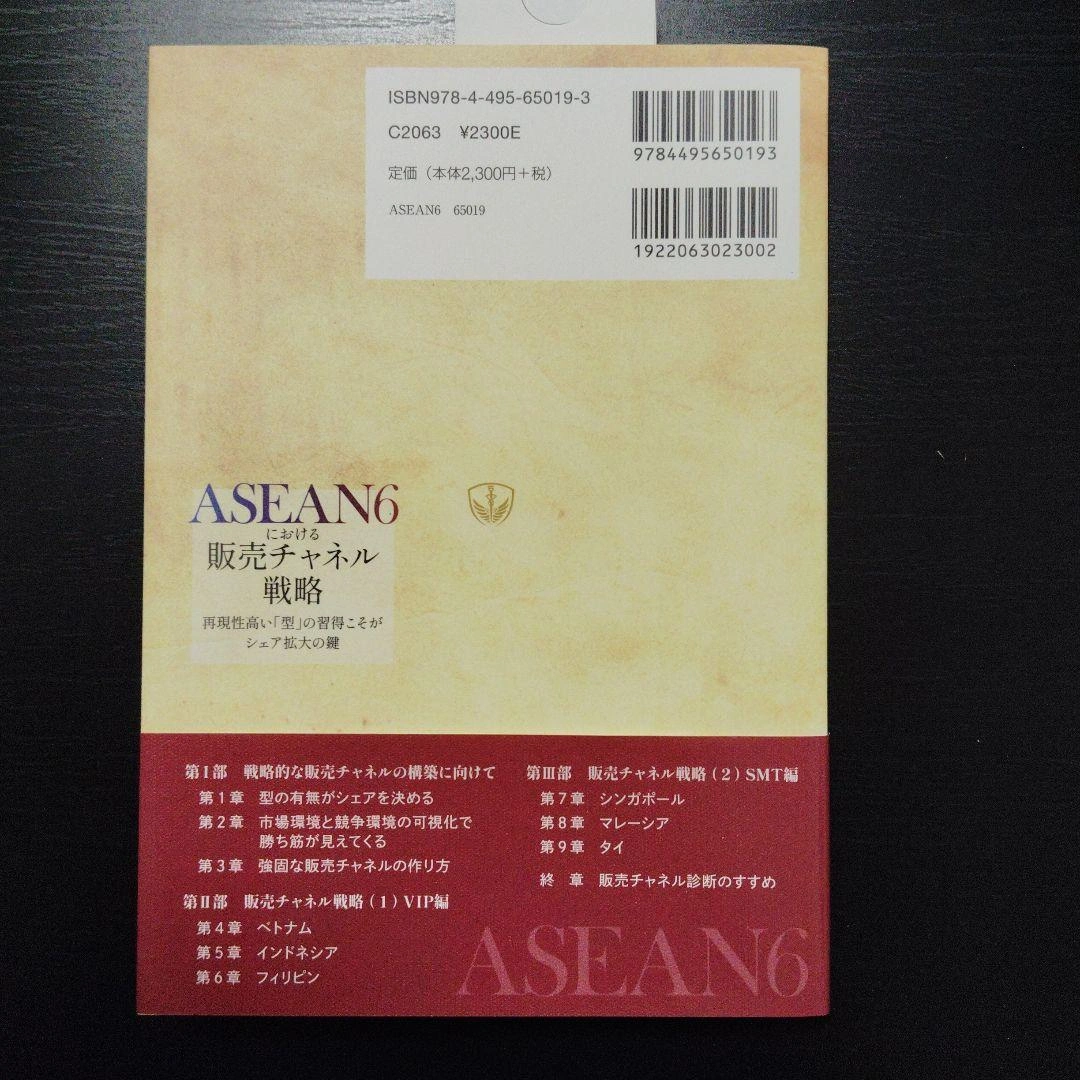 ISBN978-4-495-65019-3
C2063 ¥2300E
定価（本体2,300円＋税）
ASEAN6 65019
9784495650193
1922063023002
ASEAN6
における
販売チャネル
戦略
再現性高い「型」の習得こそが
シェア拡大の鍵
第Ⅰ部 戦略的な販売チャネルの構築に向けて
第1章 型の有無がシェアを決める
第2章 市場環境と競争環境の可視化で
勝ち筋が見えてくる
第3章 強固な販売チャネルの作り方
第Ⅱ部 販売チャネル戦略（1）VIP編
第4章 ベトナム
第5章 インドネシア
第6章 フィリピン
第Ⅲ部 販売チャネル戦略（2）SMT編
第7章 シンガポール
第8章 マレーシア
第9章 タイ
終 章 販売チャネル診断のすすめ
ASEAN6